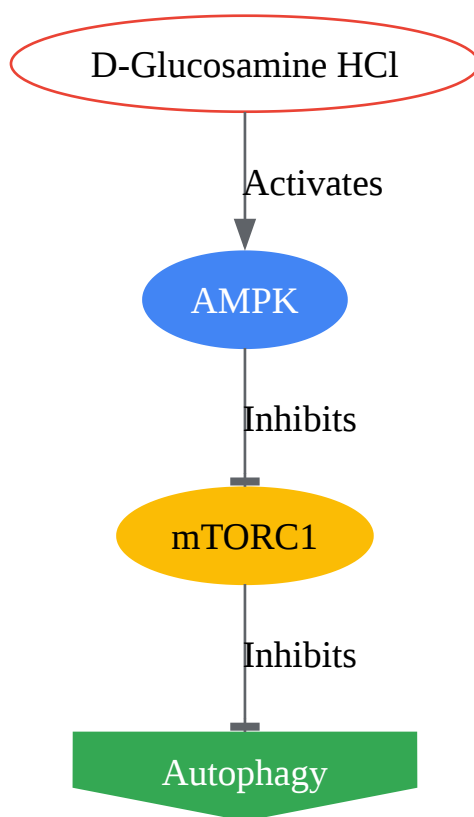 D-Glucosamine HCl
Activates
AMPK
Inhibits
mTORC1
Inhibits
Autophagy